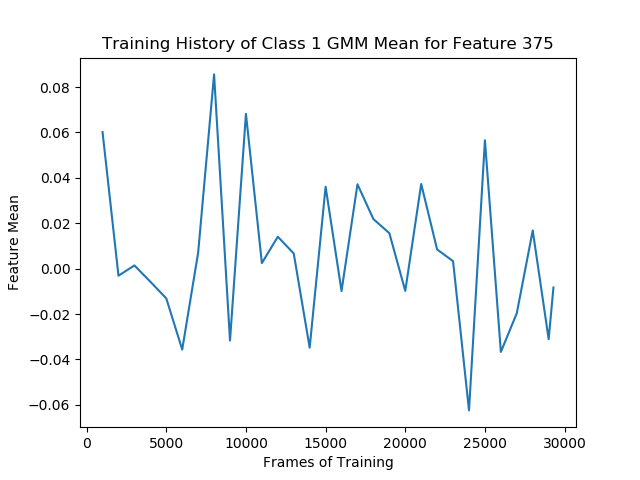 Training History of Class 1 GMM Mean for Feature 375
0.08
0.06
0.04
0.02
0.00
−0.02
−0.04
−0.06
Feature Mean
0 5000 10000 15000 20000 25000 30000
Frames of Training